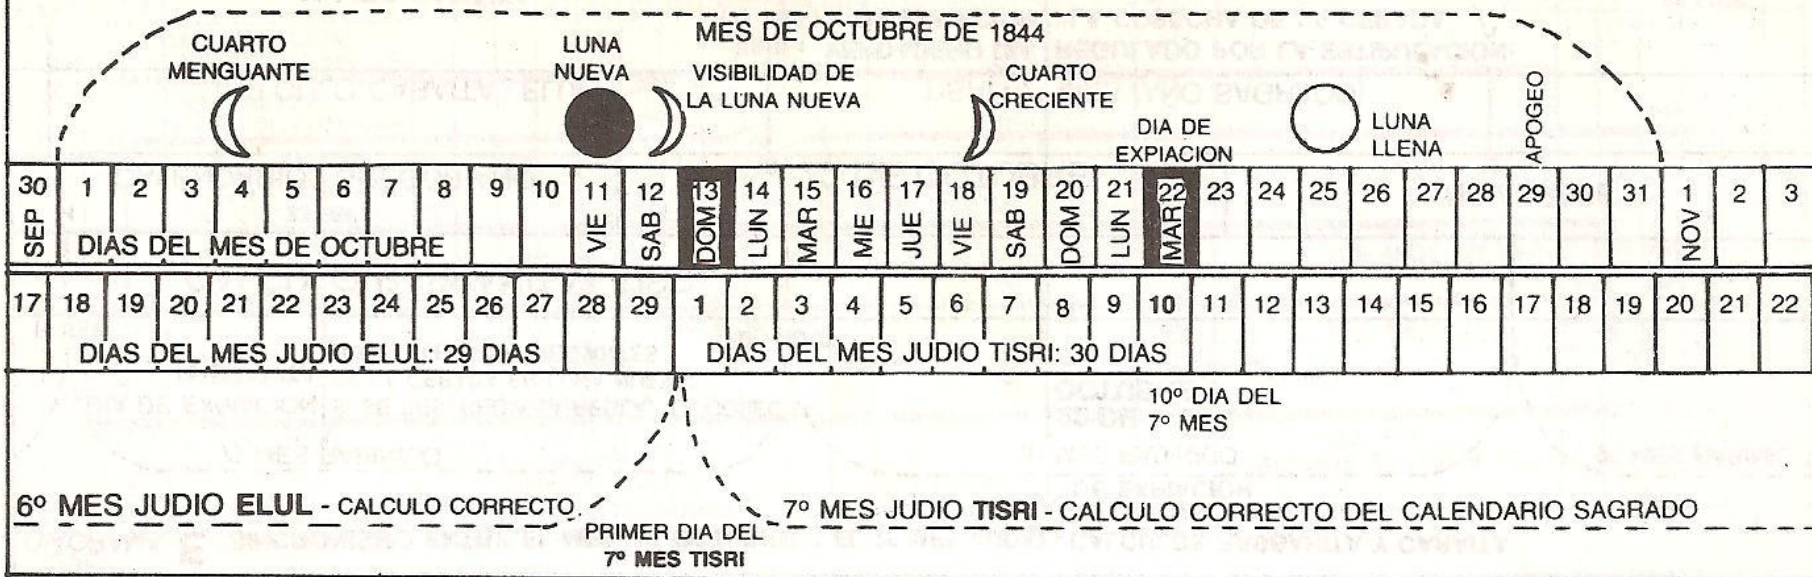 MES DE OCTUBRE DE 1844
CUARTO
MENGUANTE
LUNA
NUEVA
VISIBILIDAD DE
LA LUNA NUEVA
CUARTO
CRECIENTE
DIA DE
EXPIACION
LUNA
LLENA
APOGEO
30 1 2 3 4 5 6 7 8 9 10 11 12 13 14 15 16 17 18 19 20 21 22 23 24 25 26 27 28 29 30 31 1 2 3
SEP VIE SAB DOM LUN MAR MIE JUE VIE SAB DOM LUN MAR NOV
DIAS DEL MES DE OCTUBRE
17 18 19 20 21 22 23 24 25 26 27 28 29 1 2 3 4 5 6 7 8 9 10 11 12 13 14 15 16 17 18 19 20 21 22
DIAS DEL MES JUDIO ELUL: 29 DIAS DIAS DEL MES JUDIO TISRI: 30 DIAS
10º DIA DEL
7º MES
6º MES JUDIO ELUL - CALCULO CORRECTO
7º MES JUDIO TISRI - CALCULO CORRECTO DEL CALENDARIO SAGRADO
PRIMER DIA DEL
7º MES TISRI